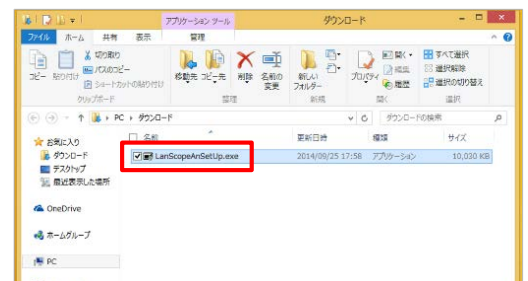 アプリケーション ツール
ダウンロード
ファイル ホーム 共有 表示 管理
コピー 貼り付け
切り取り
パスのコピー
ショートカットの貼り付け
移動先 コピー先 削除 名前の変更
新しいフォルダー
プロパティ
開く
編集
履歴
すべて選択
選択解除
選択の切り替え
クリップボード 整理 新規 開く 選択
PC ダウンロード
ダウンロードの検索
名前 更新日時 種類 サイズ
LanScopeAnSetUp.exe 2014/09/25 17:58 アプリケーション 10,030 KB
お気に入り
ダウンロード
デスクトップ
最近表示した場所
OneDrive
ホームグループ
PC